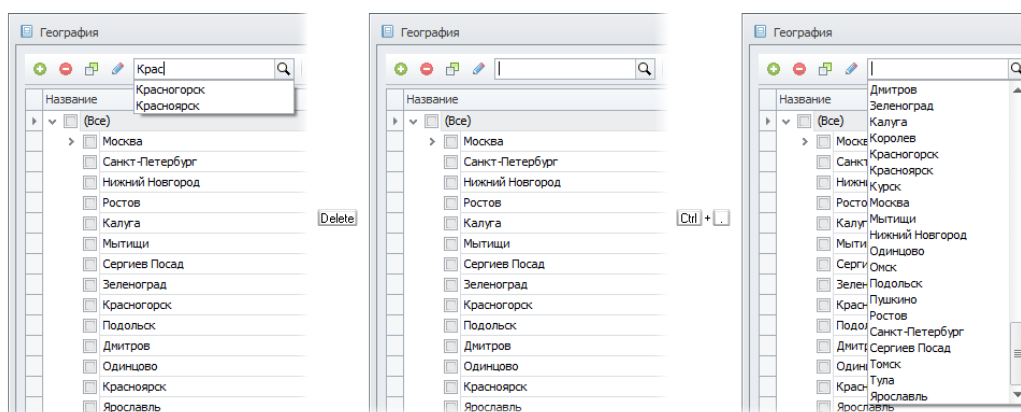 География
Крас
Красногорск
Красноярск
Название
(Все)
Москва
Санкт-Петербург
Нижний Новгород
Ростов
Калуга
Мытищи
Сергиев Посад
Зеленоград
Красногорск
Подольск
Дмитров
Одинцово
Красноярск
Ярославль
Delete
География
Название
(Все)
Москва
Санкт-Петербург
Нижний Новгород
Ростов
Калуга
Мытищи
Сергиев Посад
Зеленоград
Красногорск
Подольск
Дмитров
Одинцово
Красноярск
Ярославль
Ctrl + .
География
Название
(Все)
Ярославль
Дмитров
Зеленоград
Калуга
Королев
Красногорск
Красноярск
Курск
Москва
Мытищи
Нижний Новгород
Одинцово
Омск
Подольск
Пушкино
Ростов
Санкт-Петербург
Сергиев Посад
Томск
Тула
Ярославль